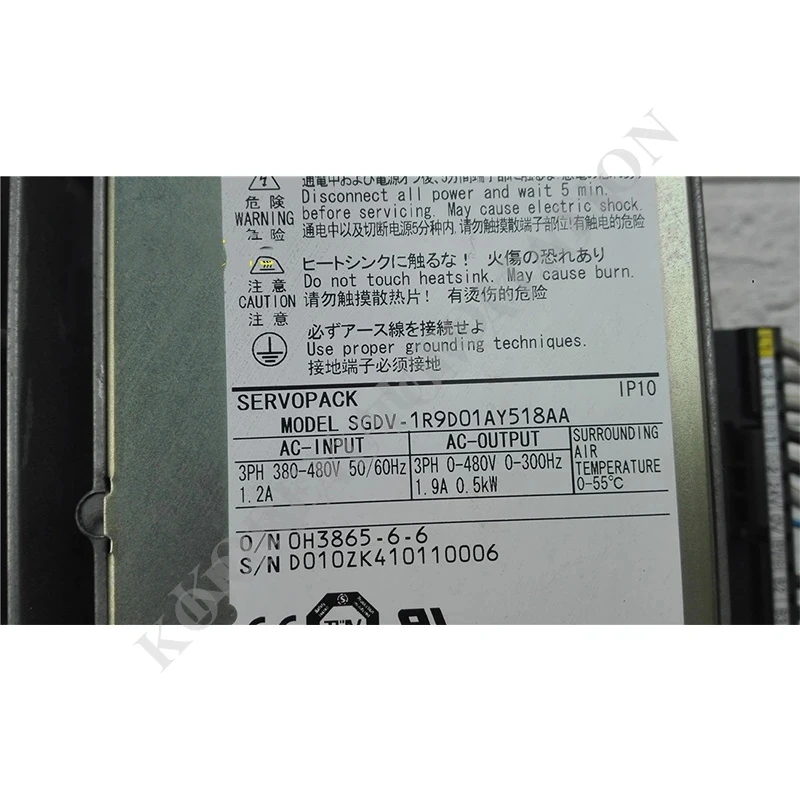 危険
WARNING
危险
Disconnect all power and wait 5 min.
before servicing. May cause electric shock.
通电中以及切断电源5分种内,请勿触摸散端子部位!有触电的危险
注意
CAUTION
注意
ヒートシンクに触るな! 火傷の恐れあり
Do not touch heatsink. May cause burn.
请勿触摸散热片! 有烫伤的危险
必ずアース線を接続せよ
Use proper grounding techniques.
接地端子必须接地
SERVOPACK
IP10
MODEL SGDV-1R9D01AY518AA
AC-INPUT
3PH 380-480V 50/60Hz
1.2A
AC-OUTPUT
3PH 0-480V 0-300Hz
1.9A 0.5kW
SURROUNDING
AIR
TEMPERATURE
0-55℃
O/N 0H3865-6-6
S/N D010ZK410110006